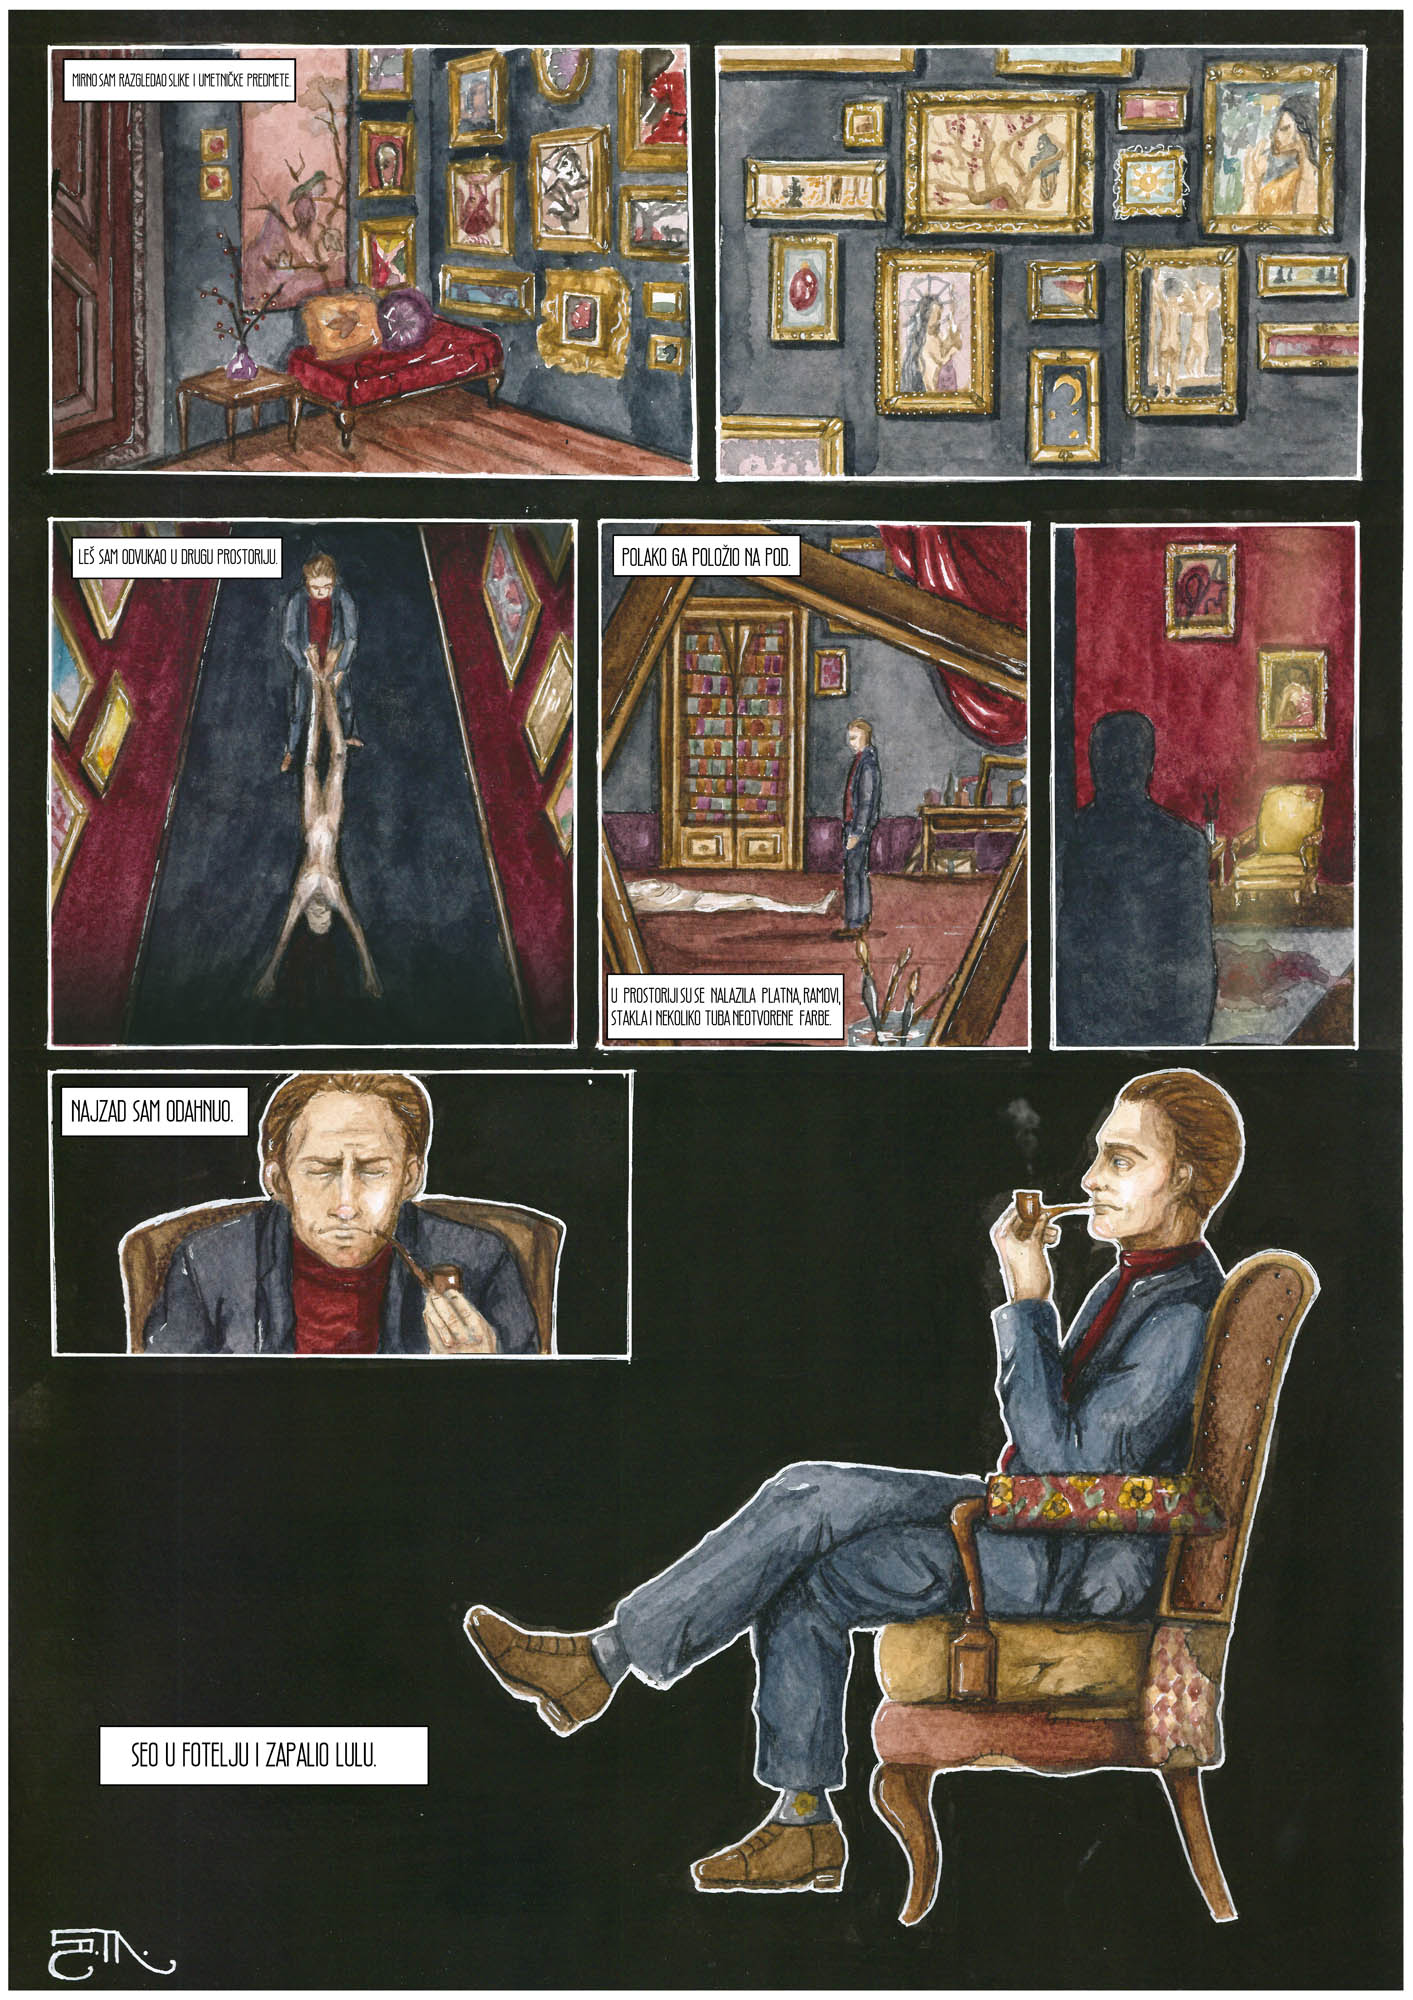 MIRNO SAM RAZGLEDAO SLIKE I UMETNIČKE PREDMETE.
LEŠ SAM ODVUKAO U DRUGU PROSTORIJU.
POLAKO GA POLOŽIO NA POD.
U PROSTORIJI SU SE NALAZILA PLATNA, RAMOVI,
STAKLA I NEKOLIKO TUBA NEOTVORENE FARBE.
NAJZAD SAM ODAHNUO.
SEO U FOTELJU I ZAPALIO LULU.